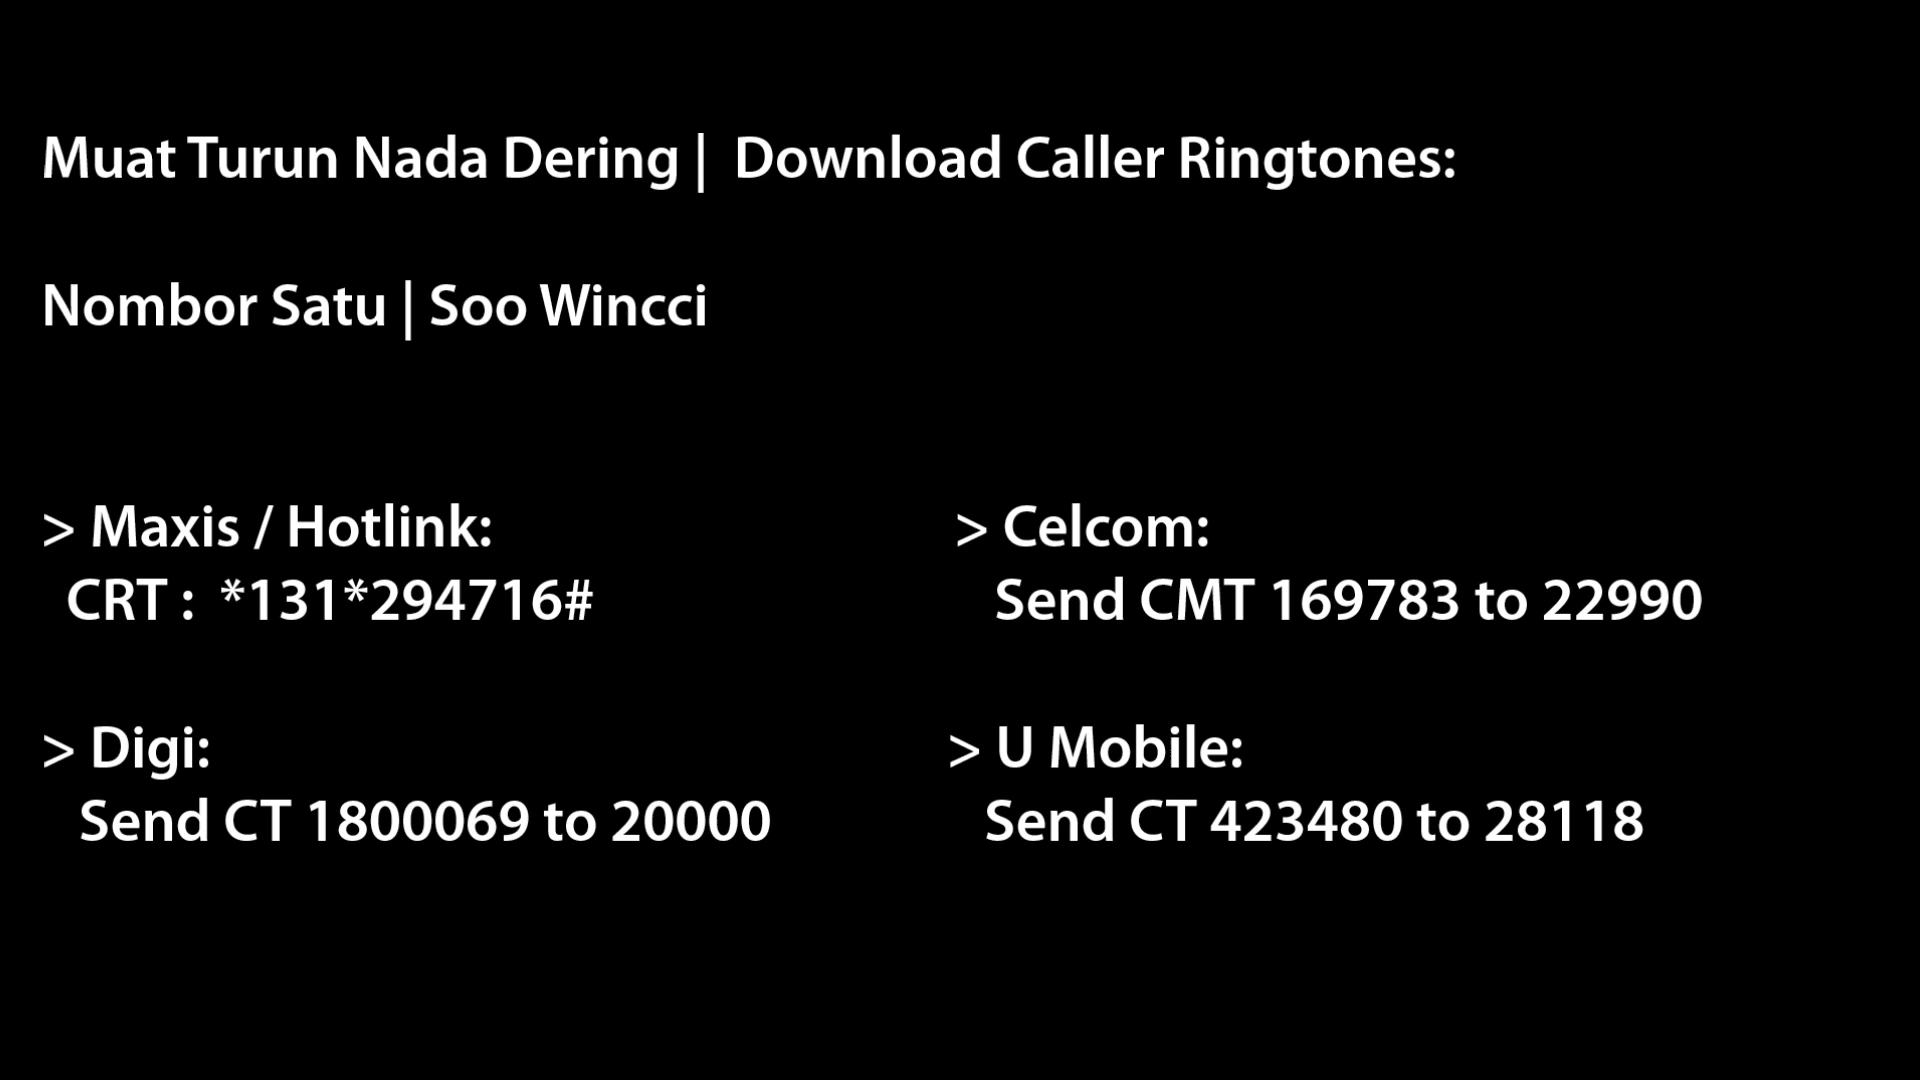 Muat Turun Nada Dering | Download Caller Ringtones:
Nombor Satu | Soo Wincci
> Maxis / Hotlink:
CRT : *131*294716#
> Celcom:
Send CMT 169783 to 22990
> Digi:
Send CT 1800069 to 20000
> U Mobile:
Send CT 423480 to 28118